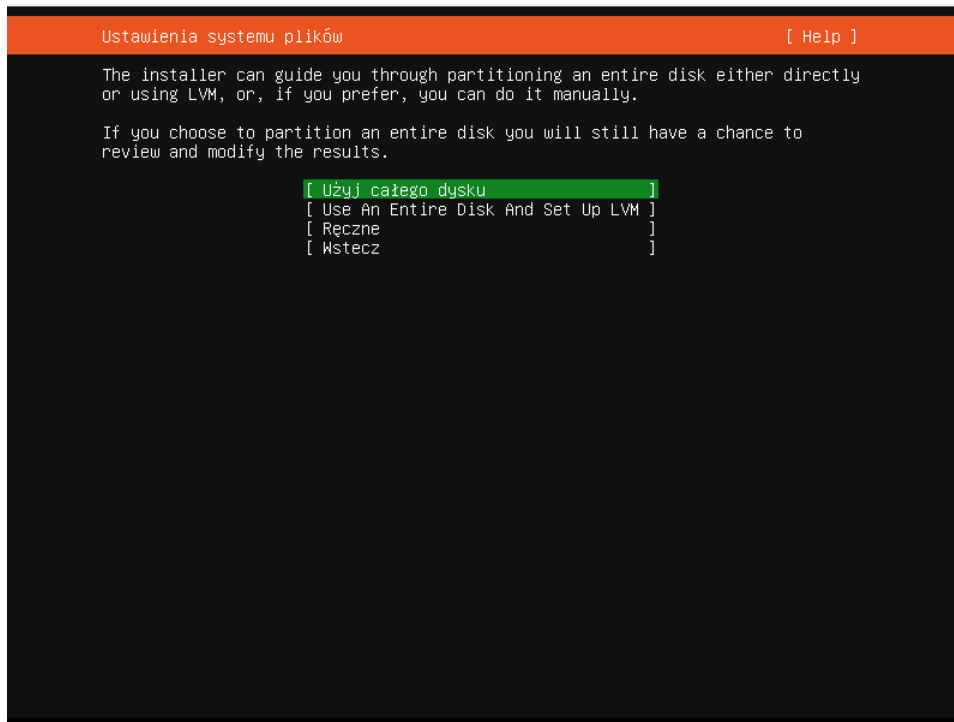 Ustawienia systemu plików [ Help ]
The installer can guide you through partitioning an entire disk either directly
or using LVM, or, if you prefer, you can do it manually.
If you choose to partition an entire disk you will still have a chance to
review and modify the results.
[ Użyj całego dysku ]
[ Use An Entire Disk And Set Up LVM ]
[ Ręczne ]
[ Wstecz ]